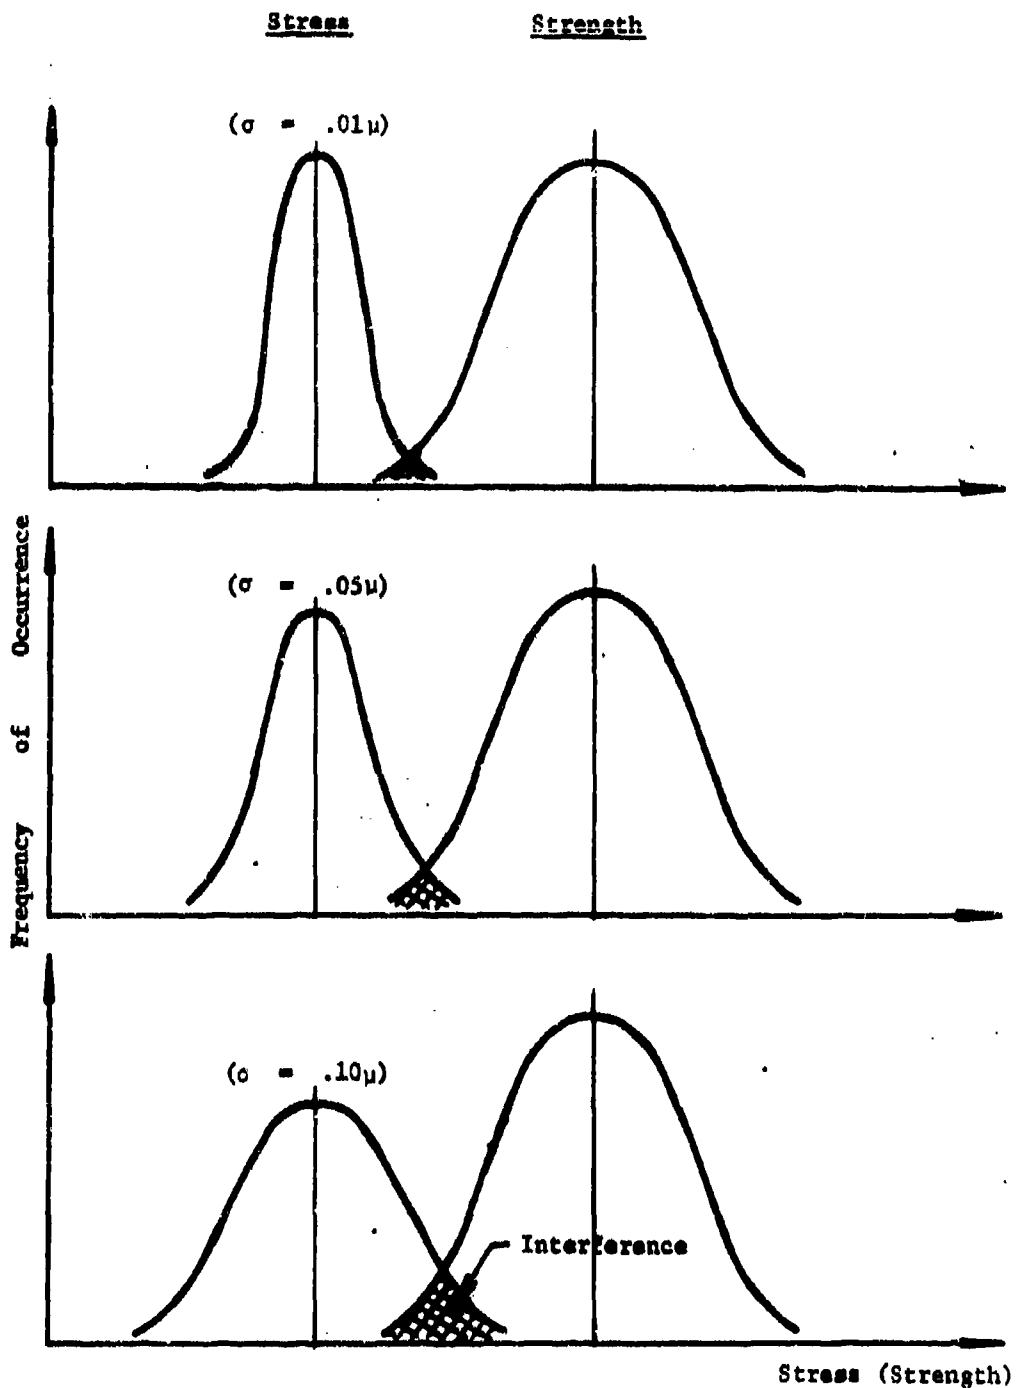 Stress
Strength
(σ = .01μ)
(σ = .05μ)
(σ = .10μ)
Interference
Frequency of Occurrence
Stress (Strength)